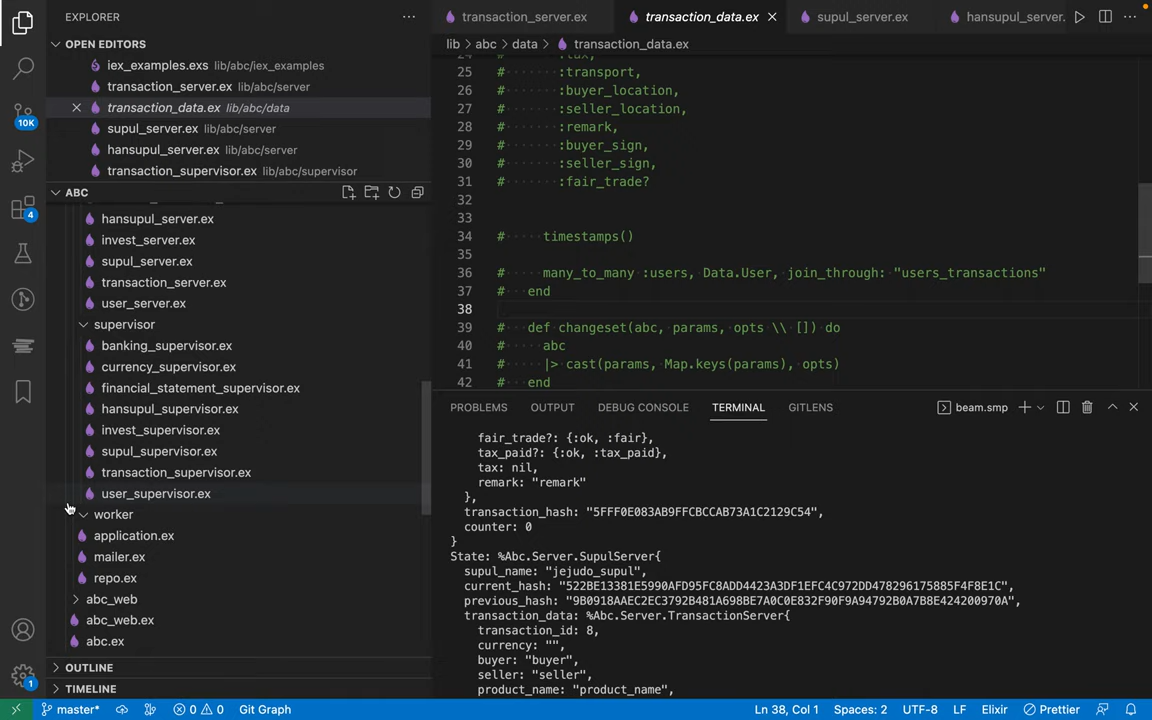 EXPLORER
transaction_server.ex
transaction_data.ex
supul_server.ex
hansupul_server.
OPEN EDITORS
lib > abc > data > transaction_data.ex
iex_examples.exs lib/abc/iex_examples
transaction_server.ex lib/abc/server
transaction_data.ex lib/abc/data
supul_server.ex lib/abc/server
hansupul_server.ex lib/abc/server
transaction_supervisor.ex lib/abc/supervisor
10K
4
ABC
hansupul_server.ex
invest_server.ex
supul_server.ex
transaction_server.ex
user_server.ex
supervisor
banking_supervisor.ex
currency_supervisor.ex
financial_statement_supervisor.ex
hansupul_supervisor.ex
invest_supervisor.ex
supul_supervisor.ex
transaction_supervisor.ex
user_supervisor.ex
worker
application.ex
mailer.ex
repo.ex
abc_web
abc_web.ex
abc.ex
OUTLINE
TIMELINE
24 # :tax,
25 # :transport,
26 # :buyer_location,
27 # :seller_location,
28 # :remark,
29 # :buyer_sign,
30 # :seller_sign,
31 # :fair_trade?
32
33
34 # timestamps()
35
36 # many_to_many :users, Data.User, join_through: "users_transactions"
37 # end
38
39 # def changeset(abc, params, opts \\ []) do
40 # abc
41 # |> cast(params, Map.keys(params), opts)
42 # end
PROBLEMS OUTPUT DEBUG CONSOLE TERMINAL GITLENS beam.smp
fair_trade?: {:ok, :fair},
tax_paid?: {:ok, :tax_paid},
tax: nil,
remark: "remark"
},
transaction_hash: "5FFF0E083AB9FFCBCCAB73A1C2129C54",
counter: 0
}
State: %Abc.Server.SupulServer{
supul_name: "jejudo_supul",
current_hash: "522BE13381E5990AFD95FC8ADD4423A3DF1EFC4C972DD478296175885F4F8E1C",
previous_hash: "9B0918AAEC2EC3792B481A698BE7A0C0E832F90F9A94792B0A7B8E424200970A",
transaction_data: %Abc.Server.TransactionServer{
transaction_id: 8,
currency: "",
buyer: "buyer",
seller: "seller",
product_name: "product_name",
1
master* 0 0 Git Graph Ln 38, Col 1 Spaces: 2 UTF-8 LF Elixir Prettier